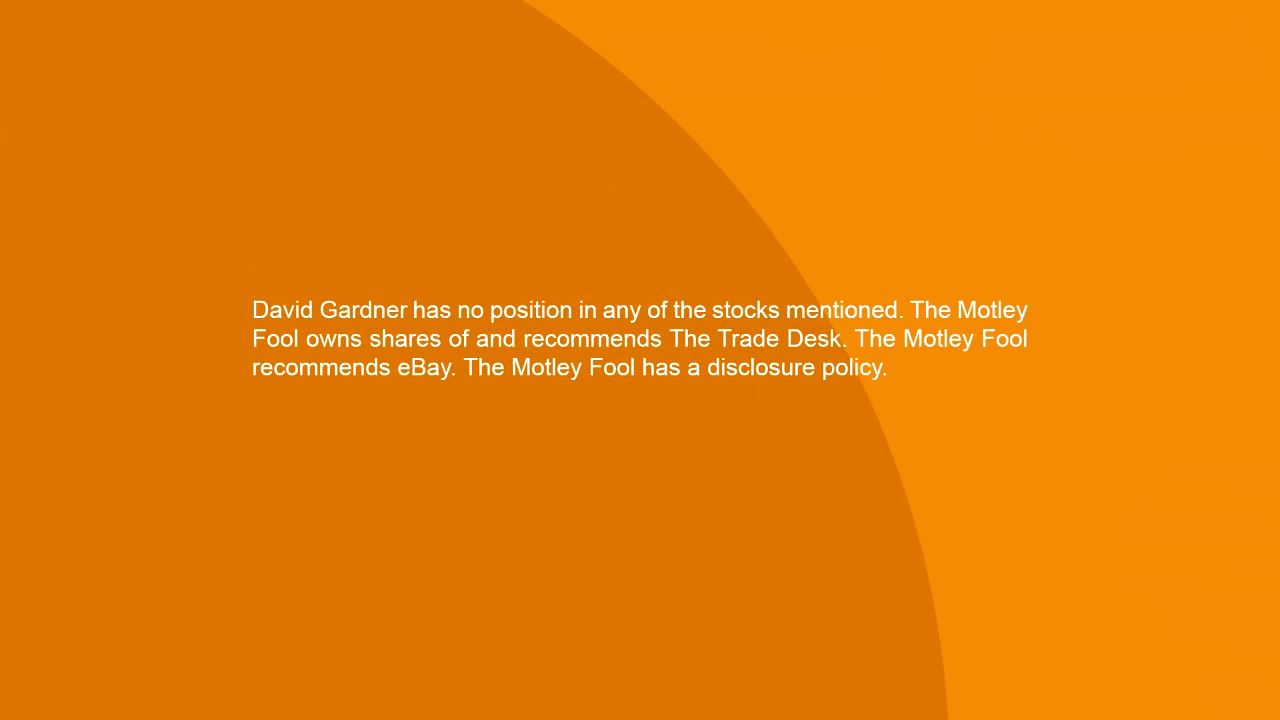 David Gardner has no position in any of the stocks mentioned. The Motley
Fool owns shares of and recommends The Trade Desk. The Motley Fool
recommends eBay. The Motley Fool has a disclosure policy.